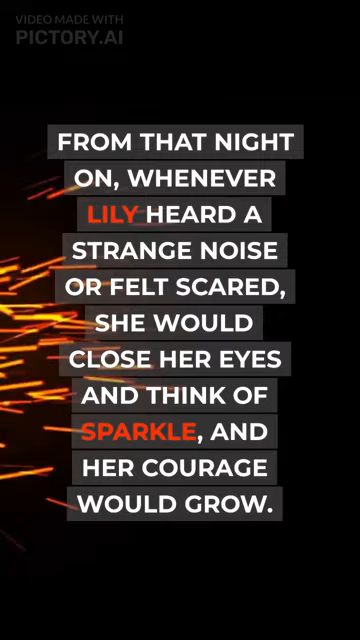 VIDEO MADE WITH
PICTORY.AI
FROM THAT NIGHT
ON, WHENEVER
LILY HEARD A
STRANGE NOISE
OR FELT SCARED,
SHE WOULD
CLOSE HER EYES
AND THINK OF
SPARKLE, AND
HER COURAGE
WOULD GROW.